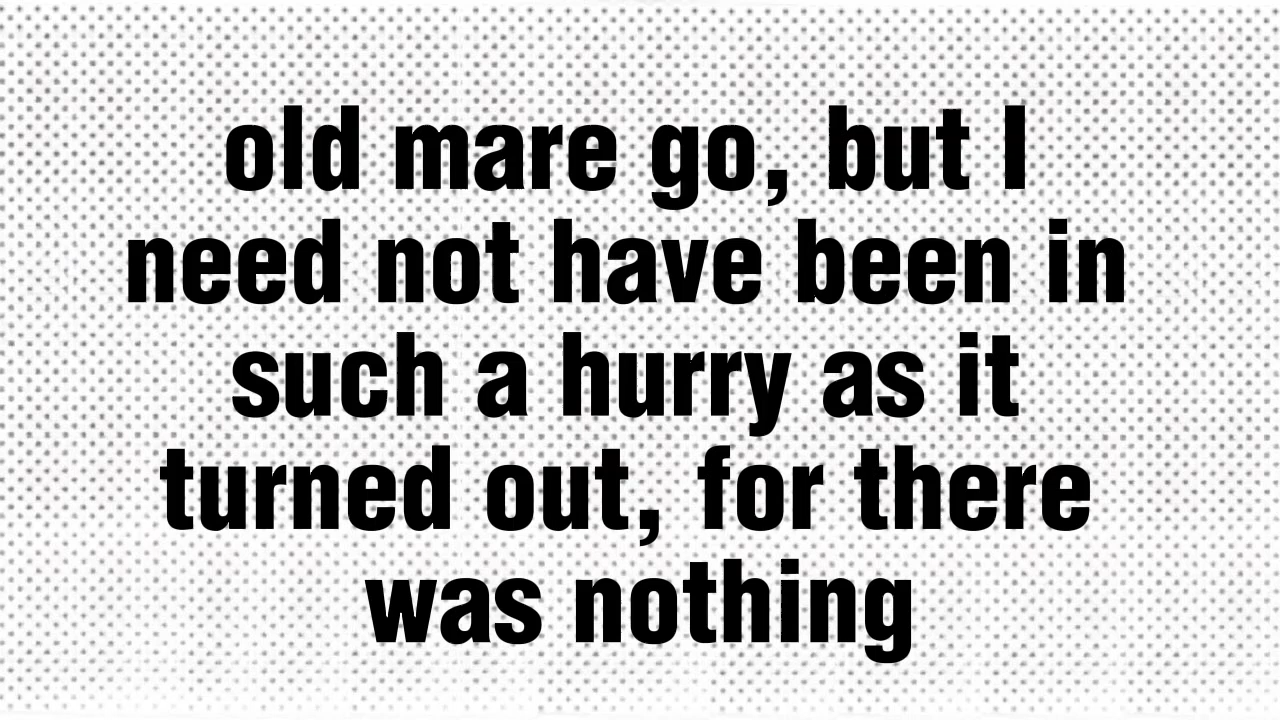 old mare go, but I
need not have been in
such a hurry as it
turned out, for there
was nothing